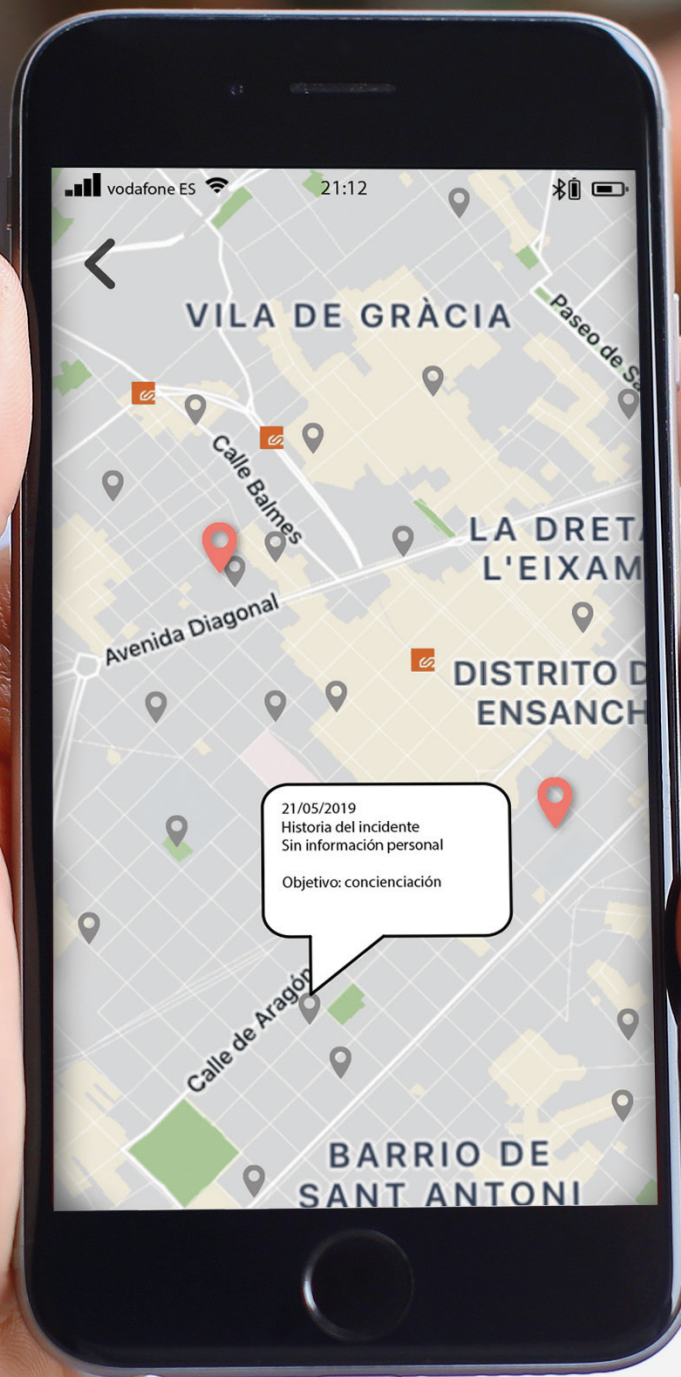 vodafone ES
21:12
VILA DE GRÀCIA
Paseo de Sa
Calle Balmes
LA DRETA
L'EIXAM
Avenida Diagonal
DISTRITO D
ENSANCH
21/05/2019
Historia del incidente
Sin información personal
Objetivo: concienciación
Calle de Aragón
BARRIO DE
SANT ANTONI